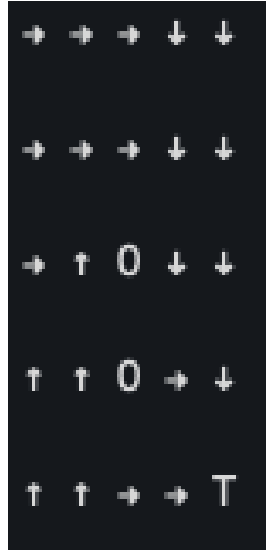 → → → ↓ ↓
→ → → ↓ ↓
→ ↑ O ↓ ↓
↑ ↑ O → ↓
↑ ↑ → → T